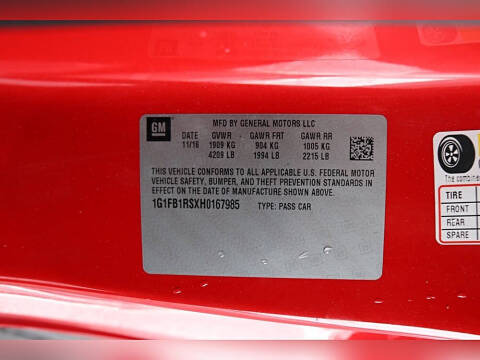 GM
MFD BY GENERAL MOTORS LLC
DATE GVWR GAWR FRT GAWR RR
11/16 1909 KG 904 KG 1005 KG
4209 LB 1994 LB 2215 LB
THIS VEHICLE CONFORMS TO ALL APPLICABLE U.S. FEDERAL MOTOR
VEHICLE SAFETY, BUMPER, AND THEFT PREVENTION STANDARDS IN
EFFECT ON THE DATE OF MANUFACTURE SHOWN ABOVE.
1G1FB1RSXH0167985 TYPE: PASS CAR
The combine
TIRE
FRONT
REAR
SPARE